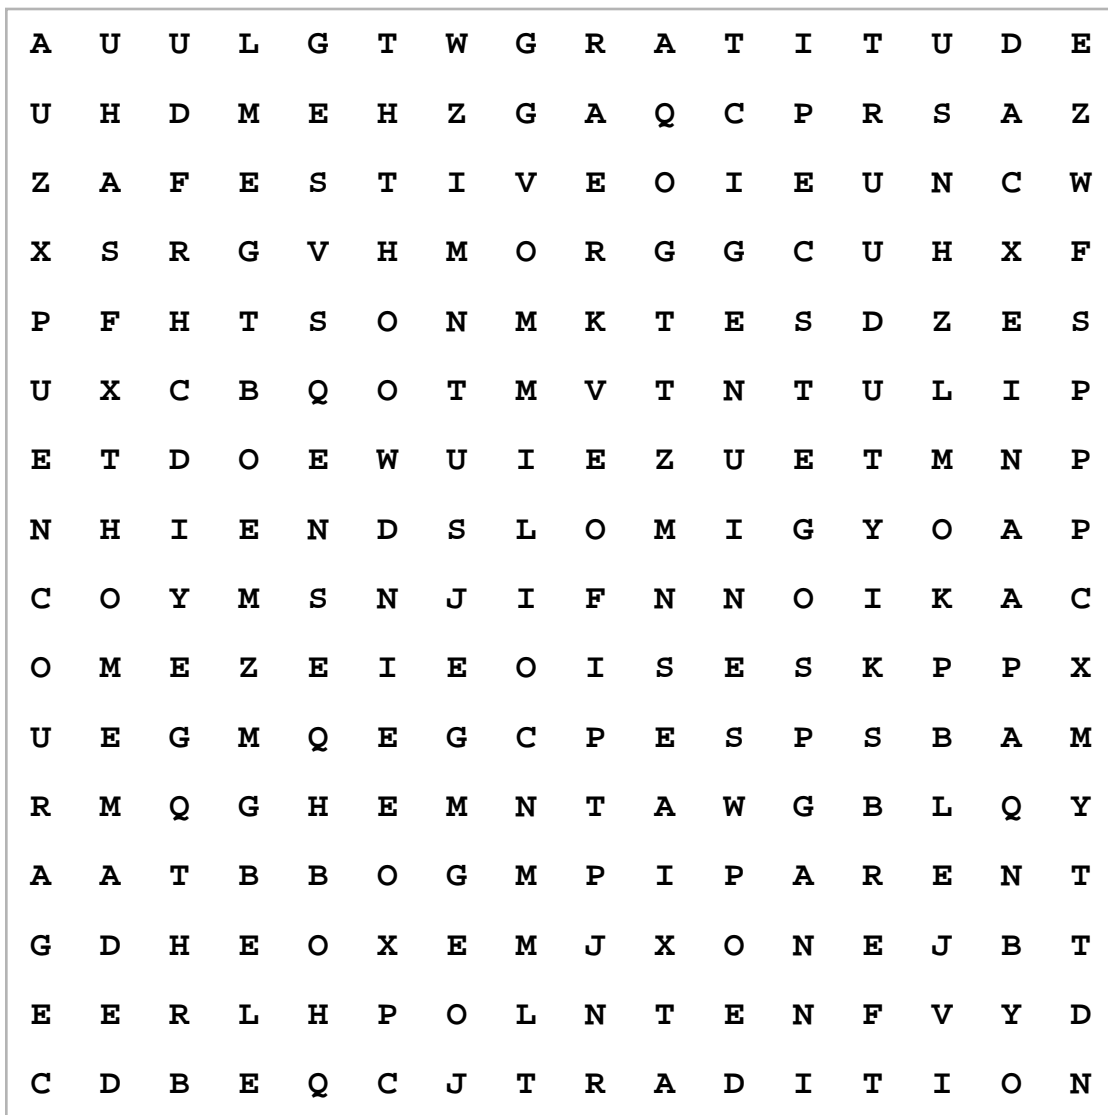 A U U L G T W G R A T I T U D E
U H D M E H Z G A Q C P R S A Z
Z A F E S T I V E O I E U N C W
X S R G V H M O R G G C U H X F
P F H T S O N M K T E S D Z E S
U X C B Q O T M V T N T U L I P
E T D O E W U I E Z U E T M N P
N H I E N D S L O M I G Y O A P
C O Y M S N J I F N N O I K A C
O M E Z E I E O I S E S K P P X
U E G M Q E G C P E S P S B A M
R M Q G H E M N T A W G B L Q Y
A A T B B O G M P I P A R E N T
G D H E O X E M J X O N E J B T
E E R L H P O L N T E N F V Y D
C D B E Q C J T R A D I T I O N